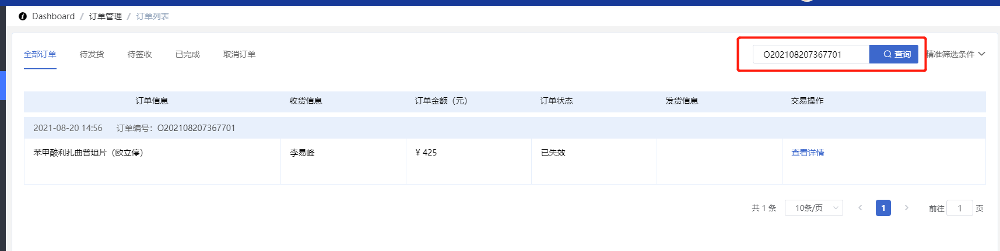 Dashboard / 订单管理 / 订单列表
全部订单 待发货 待签收 已完成 取消订单 O202108207367701 查询 精准筛选条件
订单信息 收货信息 订单金额（元） 订单状态 发货信息 交易操作
2021-08-20 14:56 订单编号：O202108207367701
苯甲酸利扎曲普坦片（欧立停） 李易峰 ¥ 425 已失效 查看详情
共 1 条 10条/页 1 前往 1 页